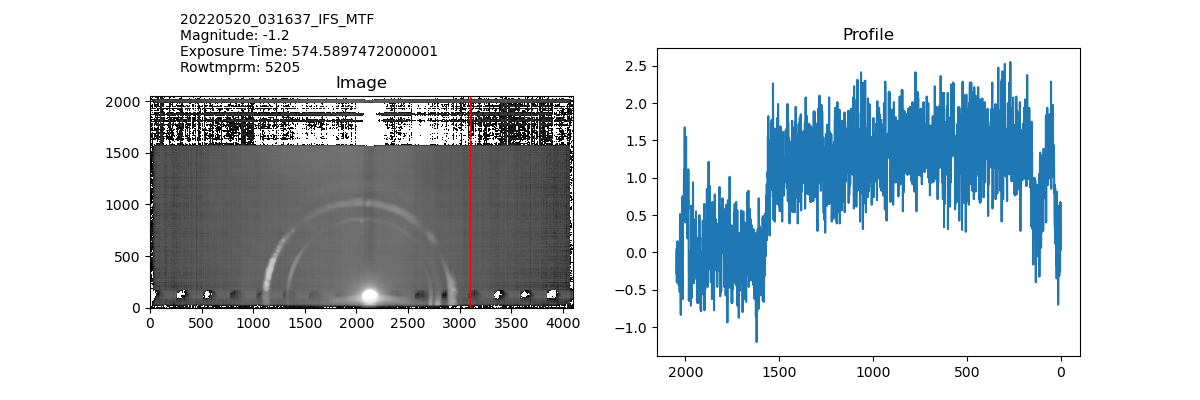 20220520_031637_IFS_MTF
Magnitude: -1.2
Exposure Time: 574.5897472000001
Rowtmprm: 5205
Image
2000
1500
1000
500
0
0 500 1000 1500 2000 2500 3000 3500 4000
Profile
2.5
2.0
1.5
1.0
0.5
0.0
−0.5
−1.0
2000 1500 1000 500 0